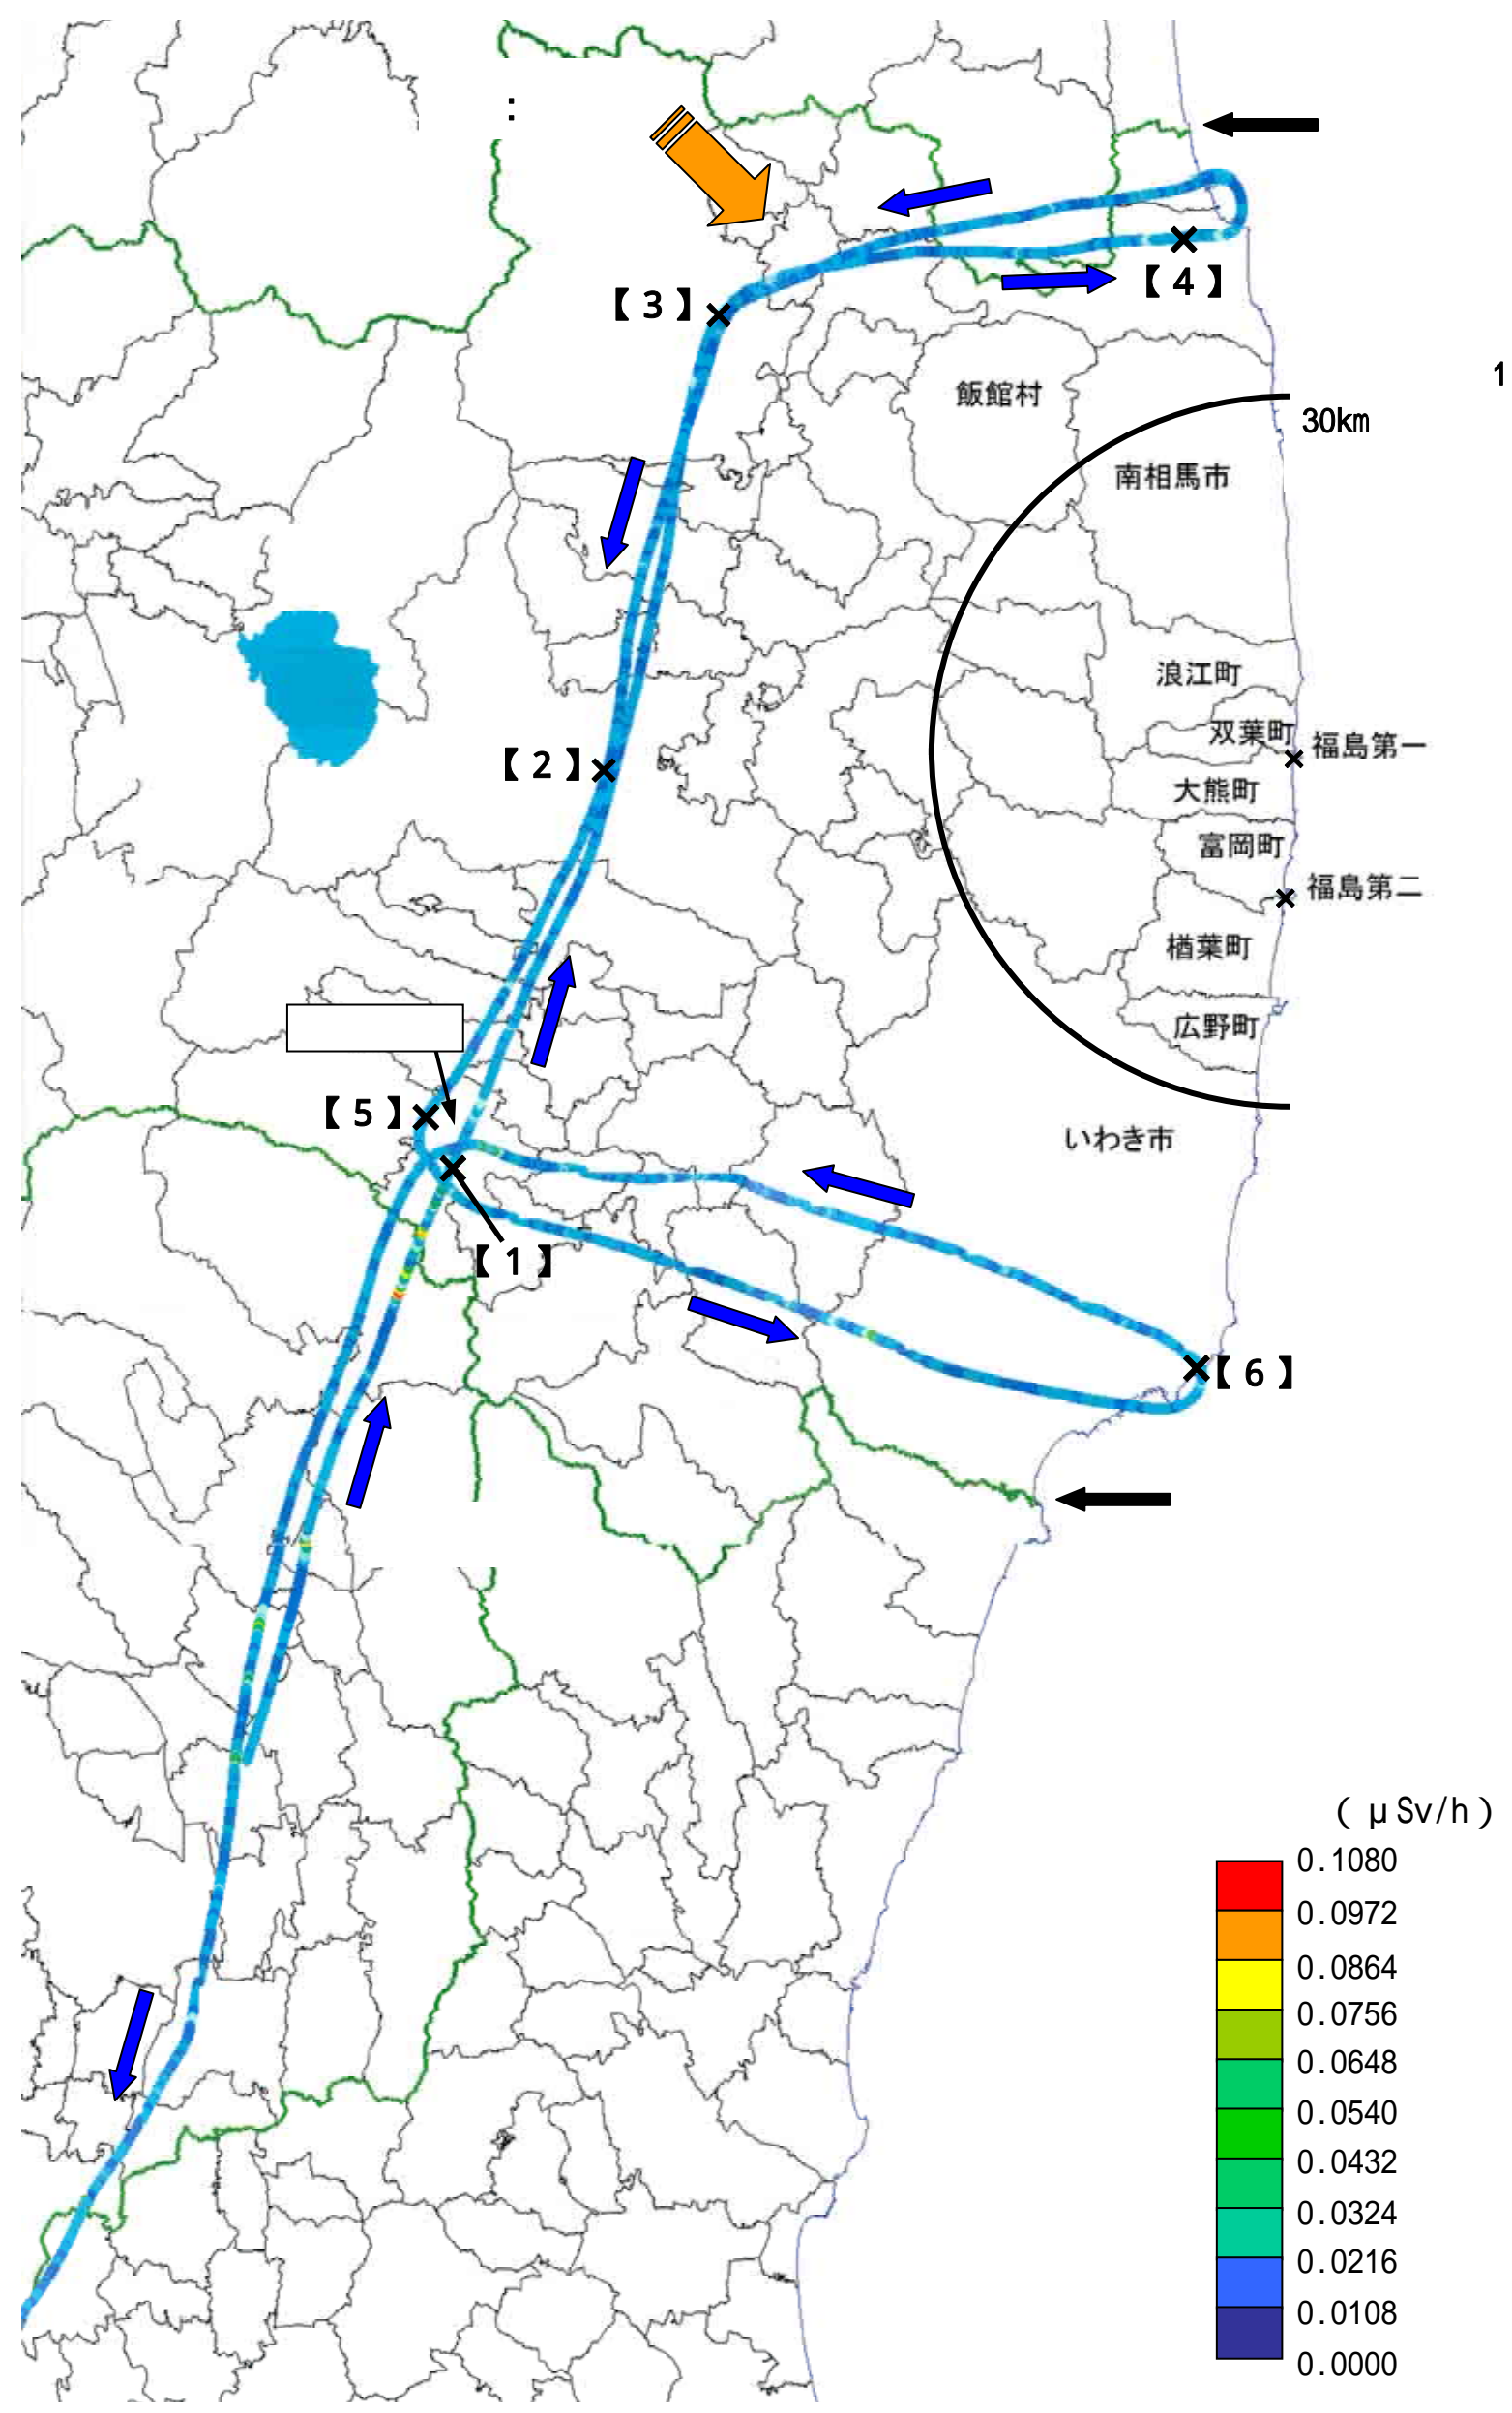 :
【 4 】
【 3 】
1
飯館村
30km
南相馬市
浪江町
双葉町
福島第一
【 2 】
大熊町
富岡町
福島第二
楢葉町
広野町
【 5 】
いわき市
【 1 】
【 6 】
( μSv/h )
0.1080
0.0972
0.0864
0.0756
0.0648
0.0540
0.0432
0.0324
0.0216
0.0108
0.0000